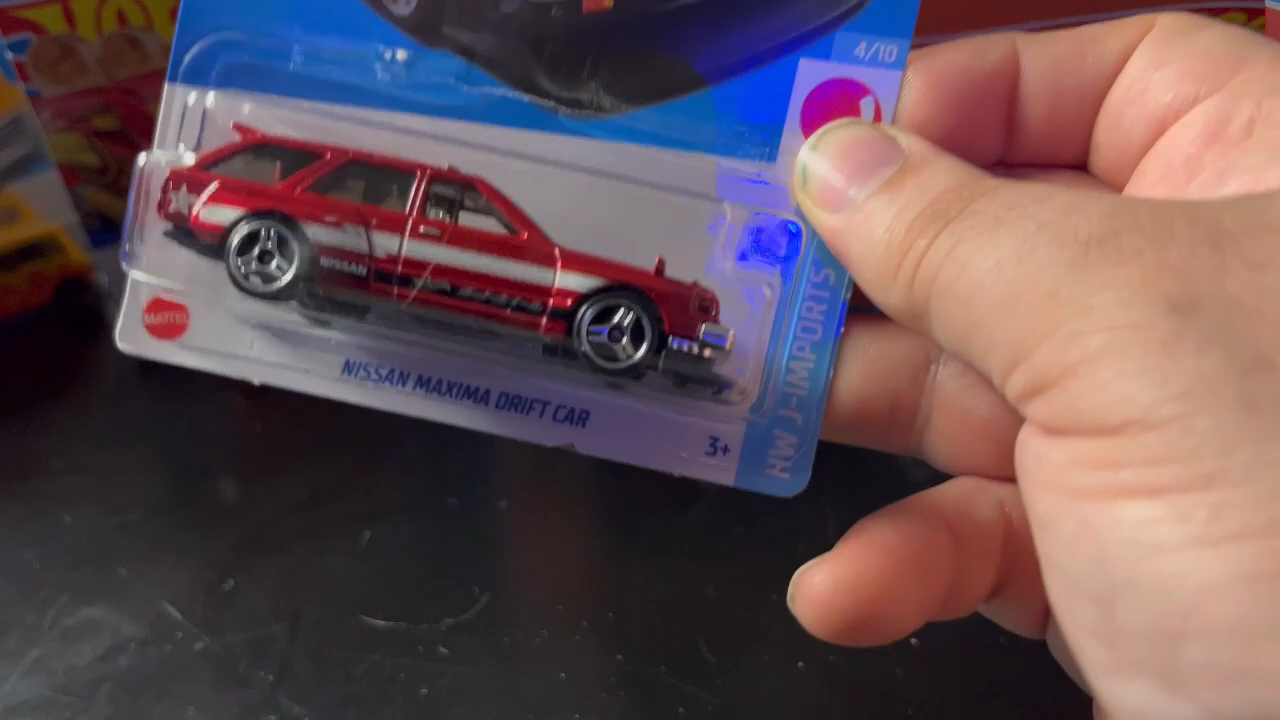 4/10
NISSAN
MATTEL
NISSAN MAXIMA DRIFT CAR
3+
HW J-IMPORTS